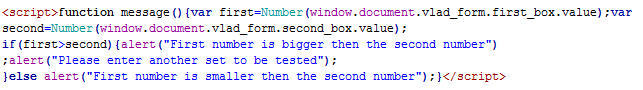 <script>function message(){var first=Number(window.document.vlad_form.first_box.value);var
second=Number(window.document.vlad_form.second_box.value);
if(first>second){alert("First number is bigger then the second number")
;alert("Please enter another set to be tested");
}else alert("First number is smaller then the second number");}</script>